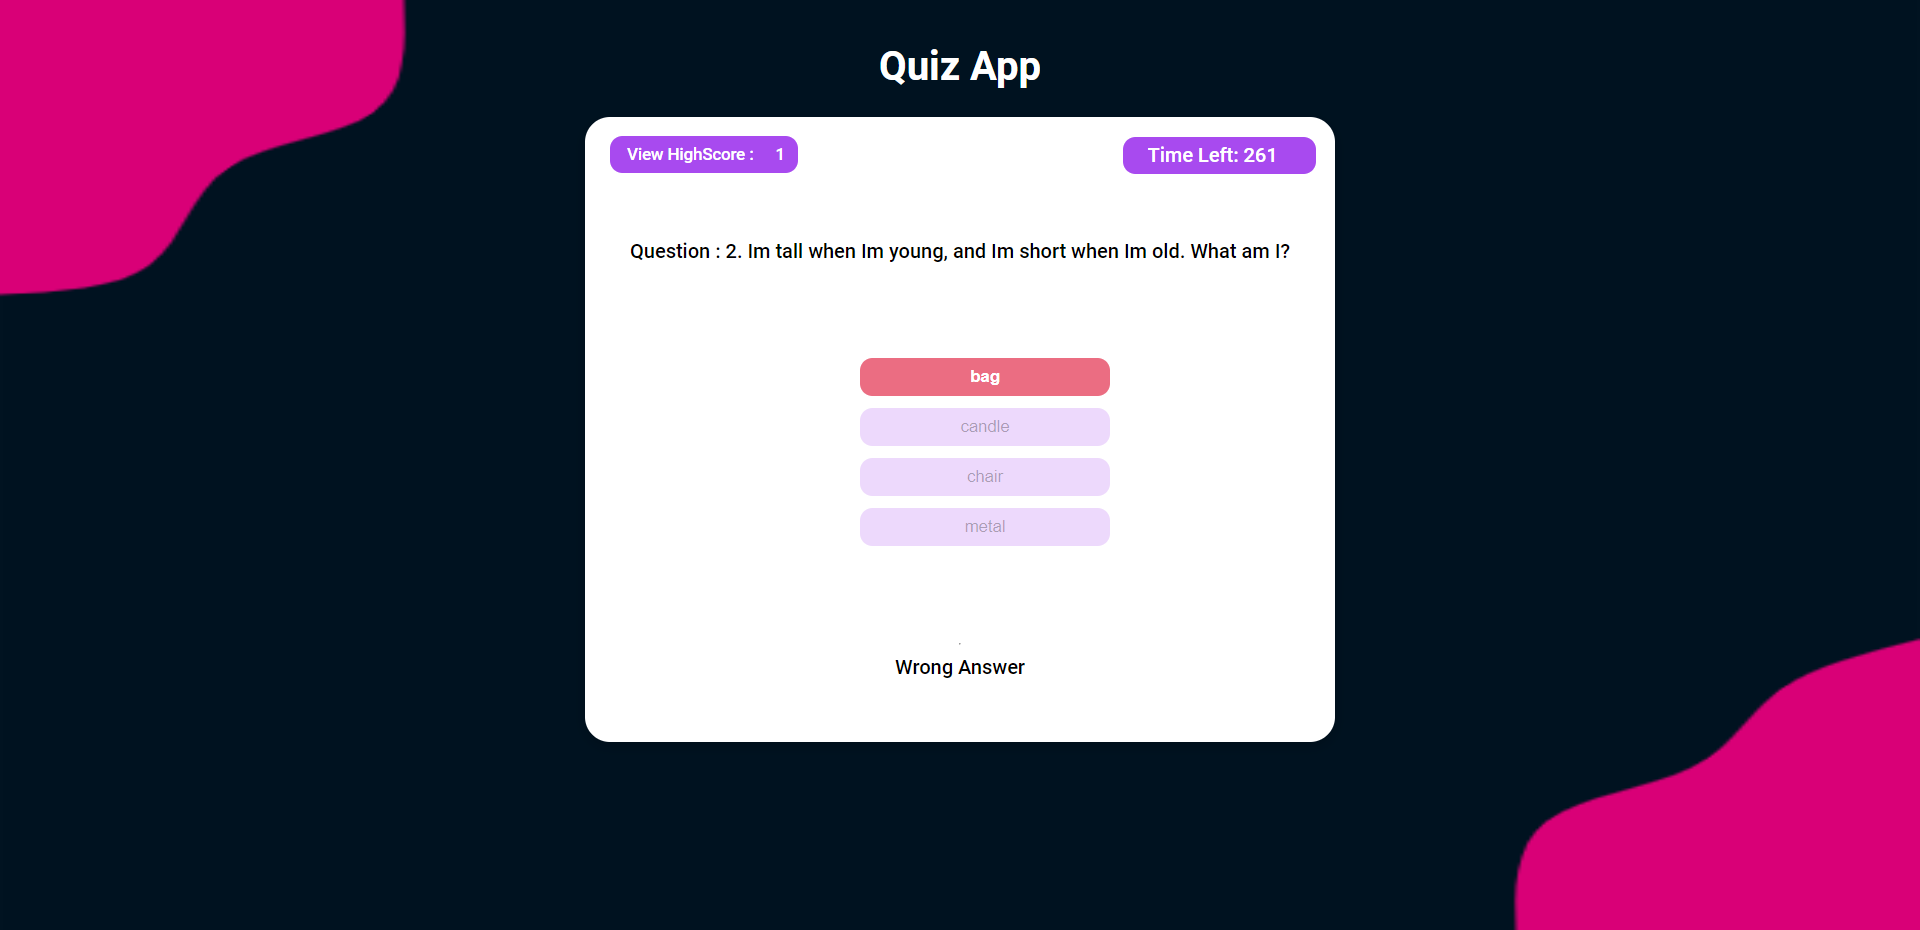 Quiz App
View HighScore : 1
Time Left: 261
Question : 2. Im tall when Im young, and Im short when Im old. What am I?
bag
candle
chair
metal
Wrong Answer